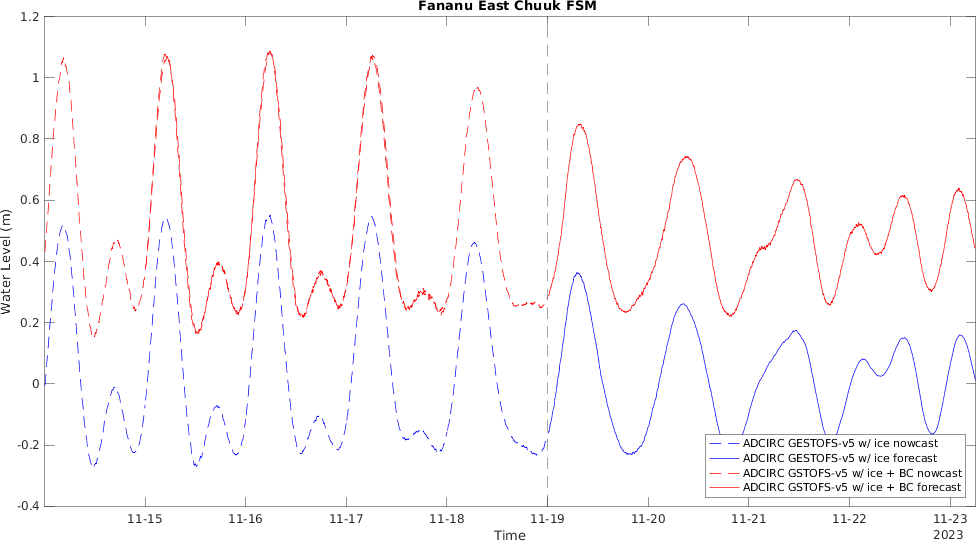 Fananu East Chuuk FSM
1.2
1
0.8
0.6
0.4
0.2
0
-0.2
-0.4
Water Level (m)
11-15
11-16
11-17
11-18
11-19
11-20
11-21
11-22
11-23
2023
Time
ADCIRC GESTOFS-v5 w/ ice nowcast
ADCIRC GESTOFS-v5 w/ ice forecast
ADCIRC GSTOFS-v5 w/ ice + BC nowcast
ADCIRC GSTOFS-v5 w/ ice + BC forecast